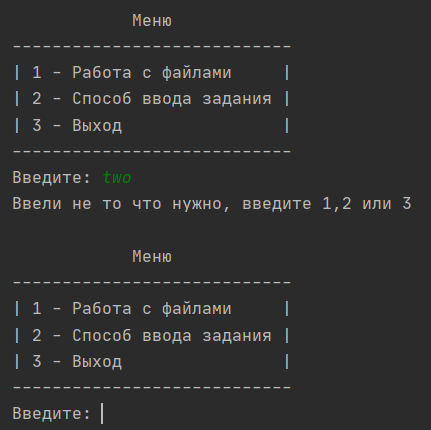 Меню
----------------------------
| 1 - Работа с файлами     |
| 2 - Способ ввода задания |
| 3 - Выход                |
----------------------------
Введите: two
Ввели не то что нужно, введите 1,2 или 3
Меню
----------------------------
| 1 - Работа с файлами     |
| 2 - Способ ввода задания |
| 3 - Выход                |
----------------------------
Введите: